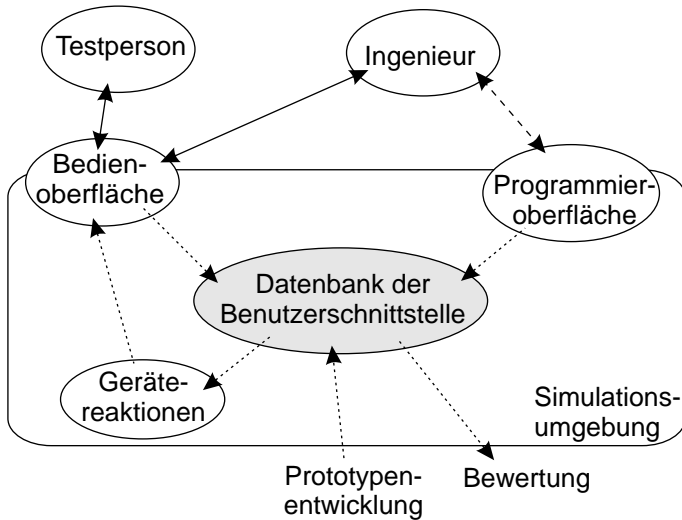 Testperson
Ingenieur
Bedien-
oberfläche
Programmier-
oberfläche
Datenbank der
Benutzerschnittstelle
Geräte-
reaktionen
Simulations-
umgebung
Prototypen-
entwicklung
Bewertung